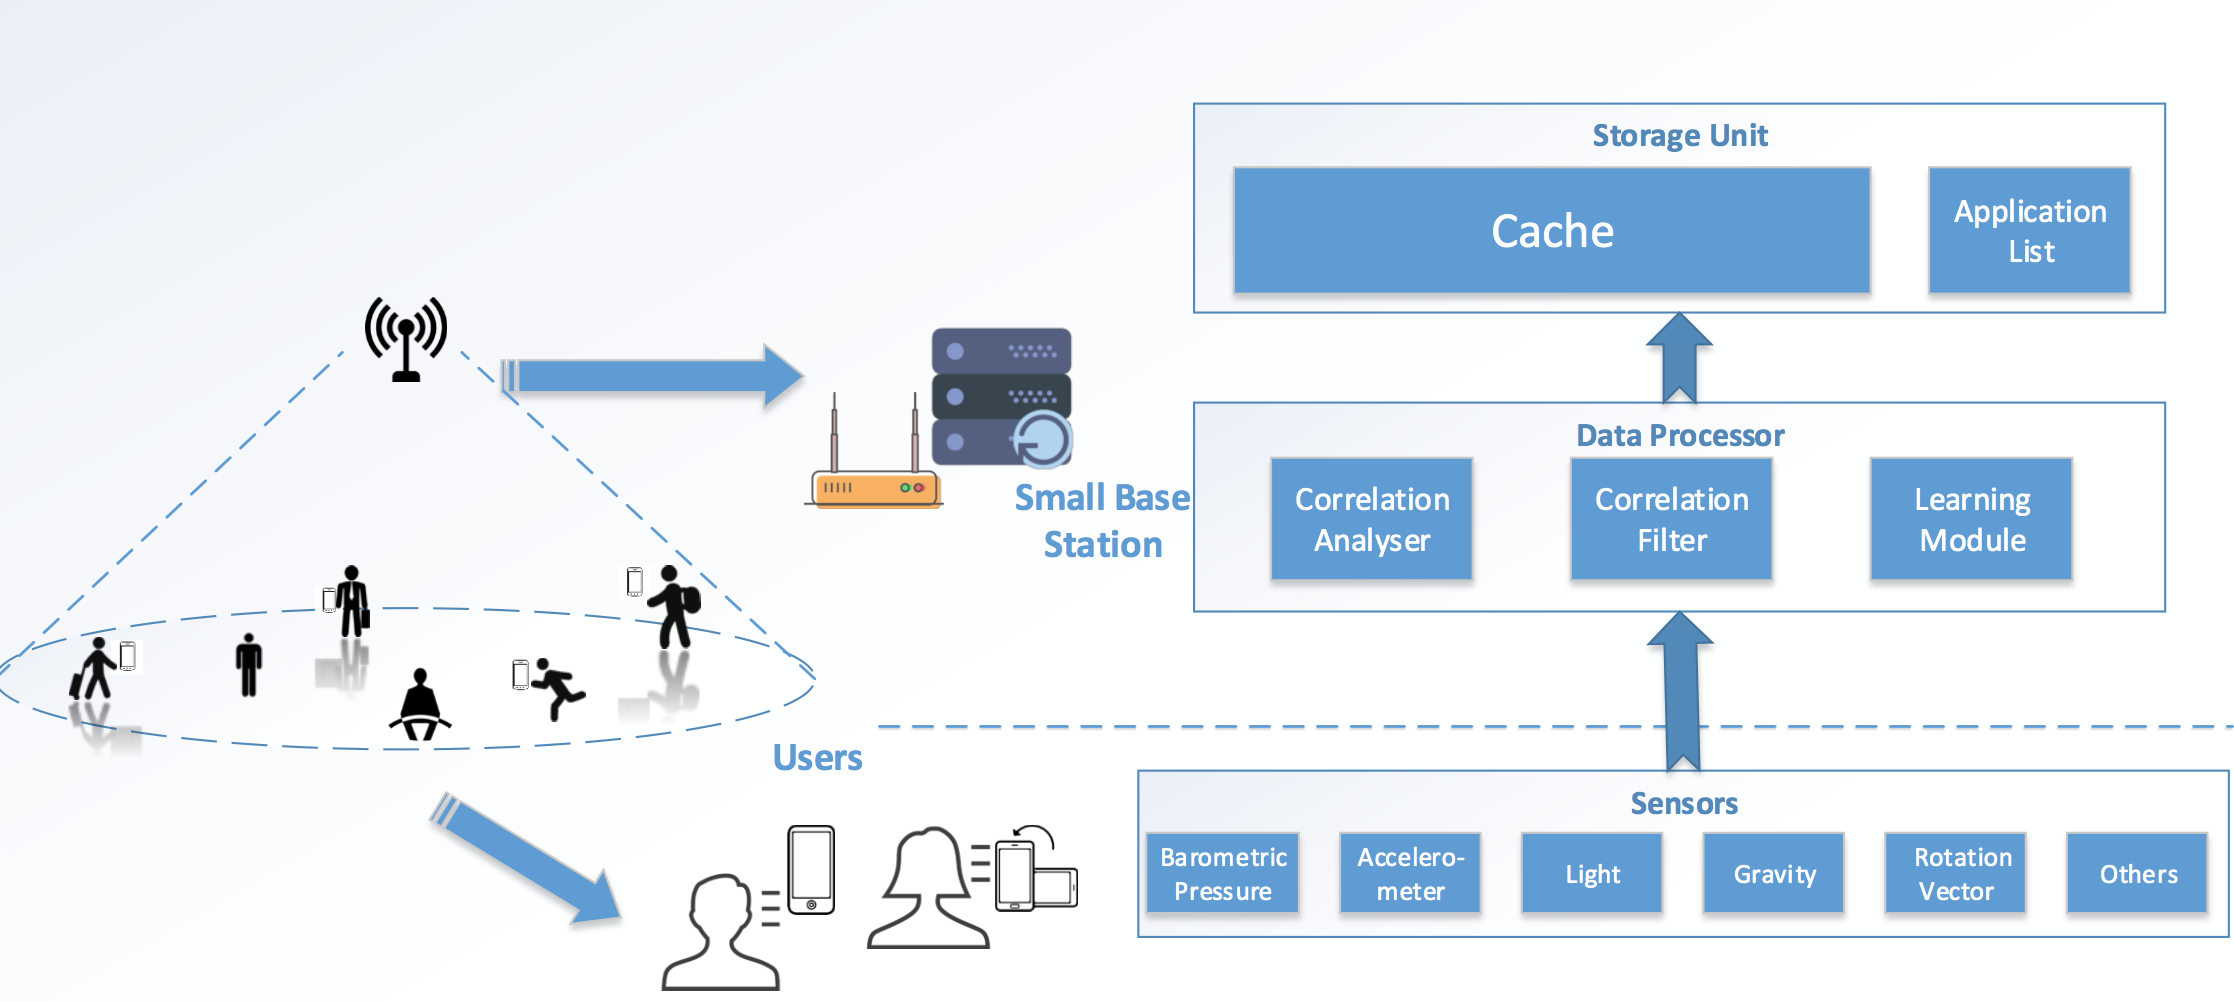 Storage Unit
Cache
Application
List
Data Processor
Correlation
Analyser
Correlation
Filter
Learning
Module
Small Base
Station
Users
Sensors
Barometric
Pressure
Accelero-
meter
Light
Gravity
Rotation
Vector
Others